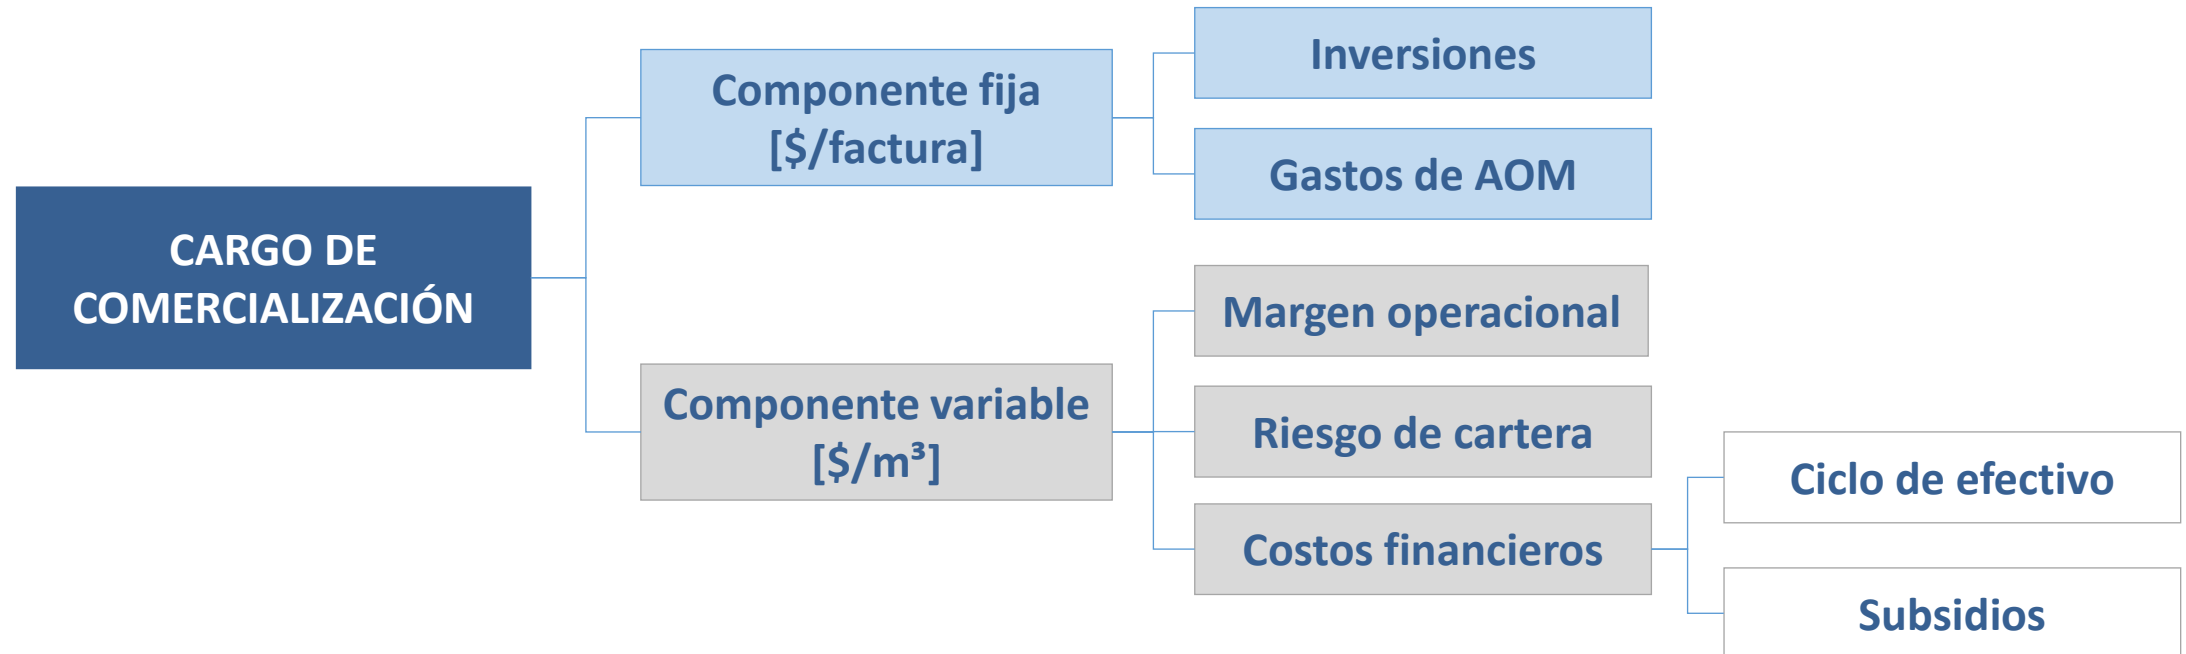 CARGO DE
COMERCIALIZACIÓN
Componente fija
[$/factura]
Inversiones
Gastos de AOM
Componente variable
[$/m³]
Margen operacional
Riesgo de cartera
Costos financieros
Ciclo de efectivo
Subsidios